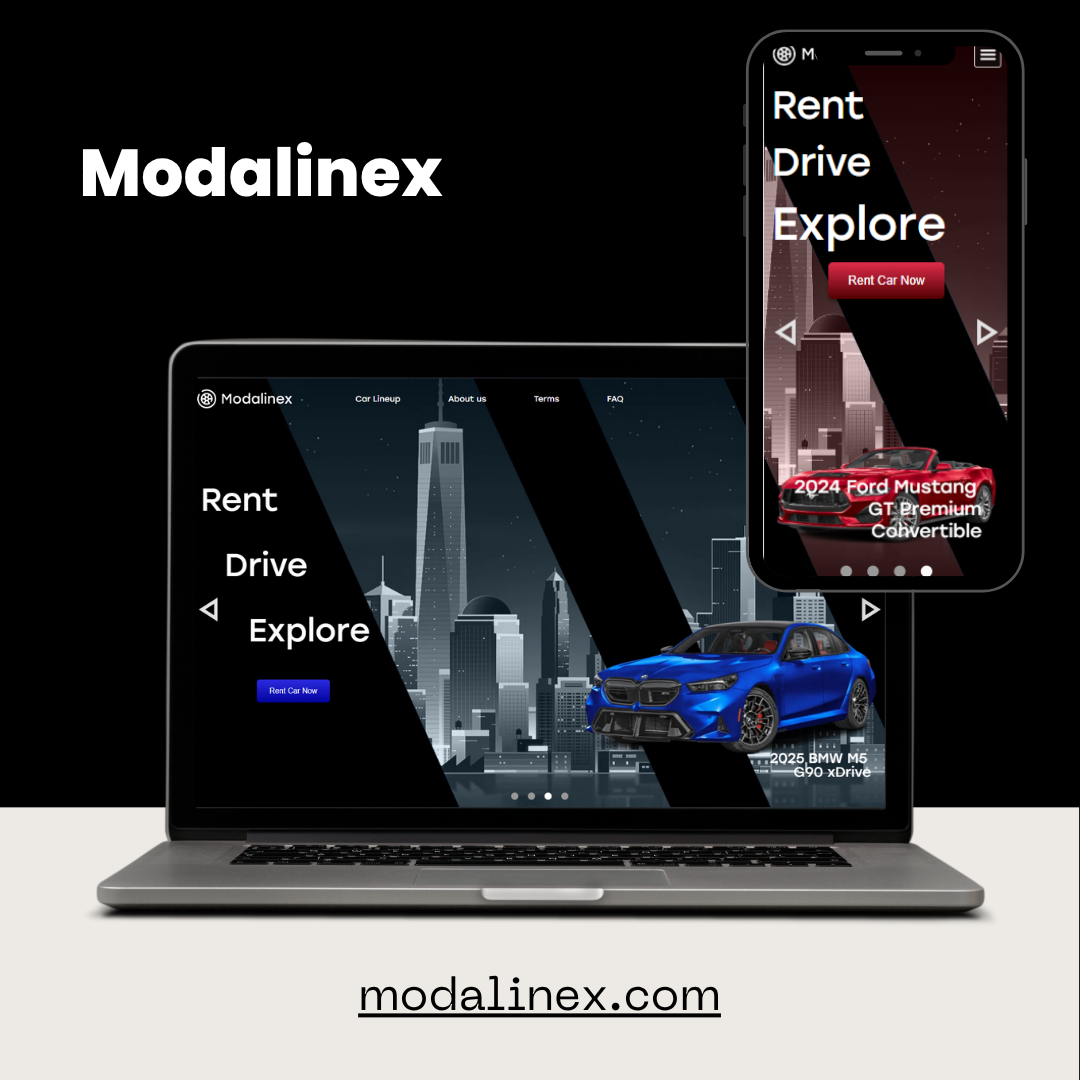 Modalinex
M
Rent
Drive
Explore
Rent Car Now
2024 Ford Mustang
GT Premium
Convertible
Modalinex
Car Lineup
About us
Terms
FAQ
Rent
Drive
Explore
Rent Car Now
2025 BMW M5
G90 xDrive
modalinex.com